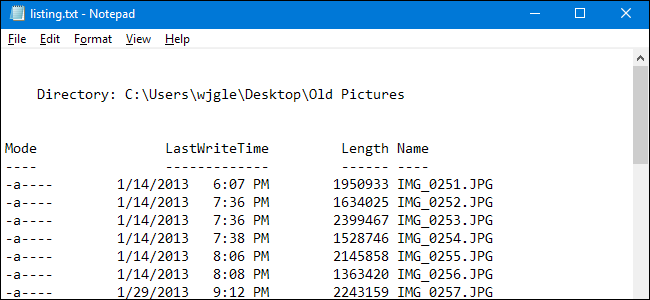 listing.txt - Notepad
File Edit Format View Help
Directory: C:\Users\wjgle\Desktop\Old Pictures
Mode LastWriteTime Length Name
---- ------------- ------ ----
-a---- 1/14/2013 6:07 PM 1950933 IMG_0251.JPG
-a---- 1/14/2013 7:36 PM 1634025 IMG_0252.JPG
-a---- 1/14/2013 7:36 PM 2399467 IMG_0253.JPG
-a---- 1/14/2013 7:38 PM 1528746 IMG_0254.JPG
-a---- 1/14/2013 8:06 PM 2145858 IMG_0255.JPG
-a---- 1/14/2013 8:08 PM 1363420 IMG_0256.JPG
-a---- 1/29/2013 9:12 PM 2243159 IMG_0257.JPG